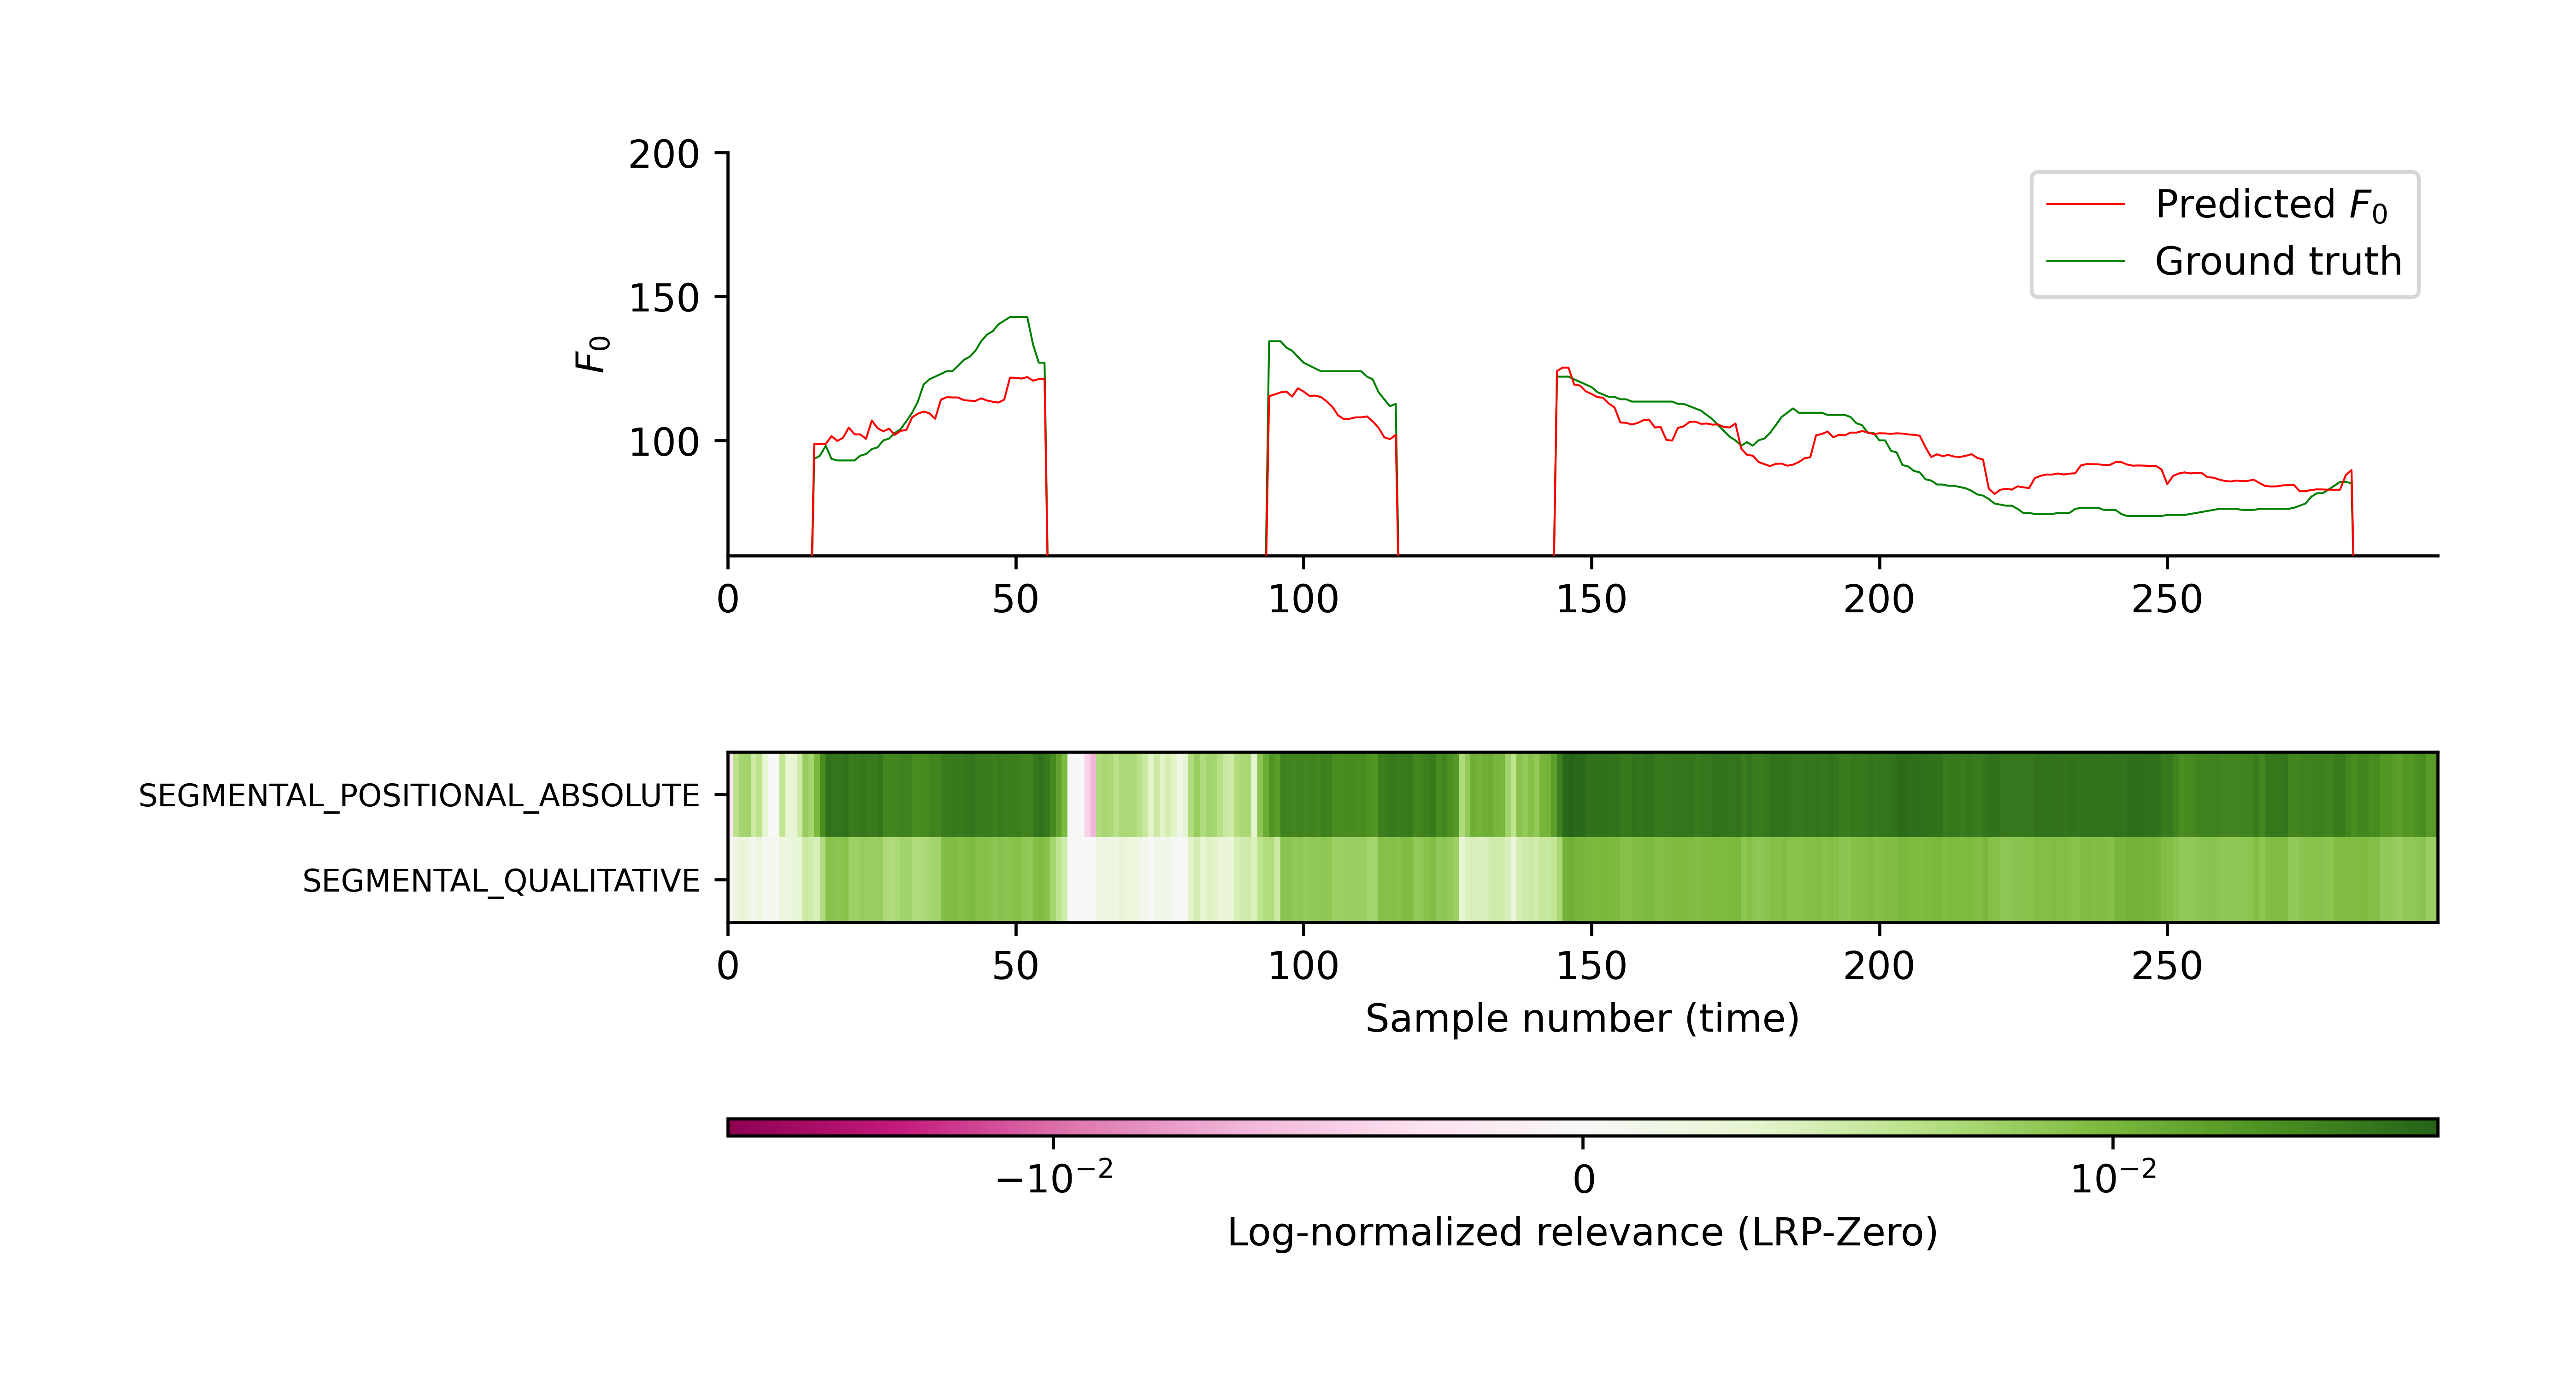 200
150
100
F₀
Predicted F₀
Ground truth
0 50 100 150 200 250
SEGMENTAL_POSITIONAL_ABSOLUTE
SEGMENTAL_QUALITATIVE
0 50 100 150 200 250
Sample number (time)
−10⁻² 0 10⁻²
Log-normalized relevance (LRP-Zero)